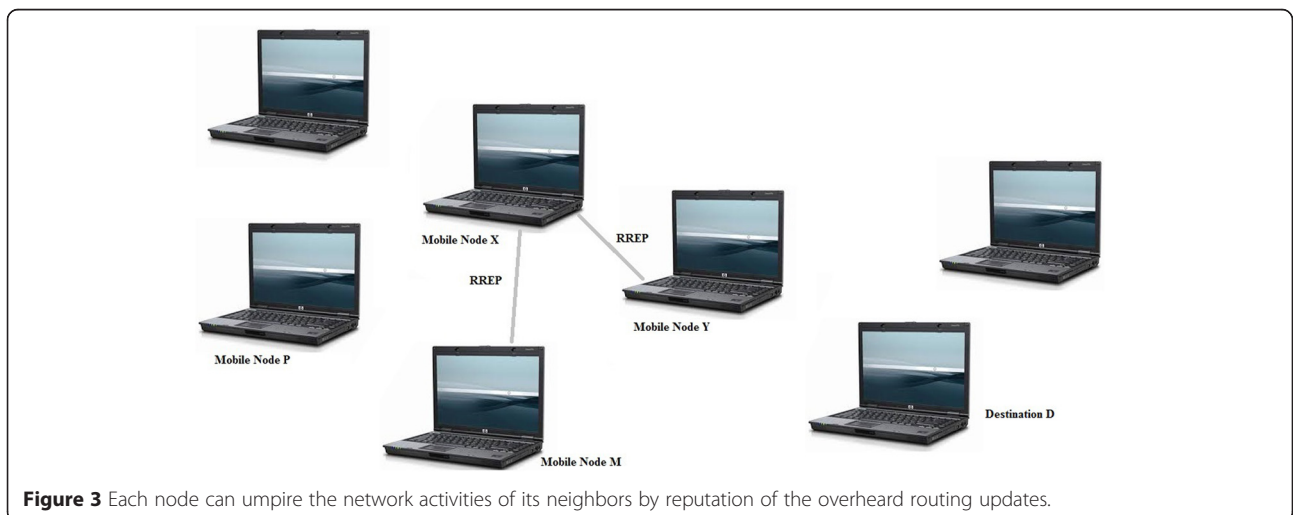 Mobile Node X
RREP
RREP
Mobile Node Y
Mobile Node P
Destination D
Mobile Node M
Figure 3 Each node can umpire the network activities of its neighbors by reputation of the overheard routing updates.